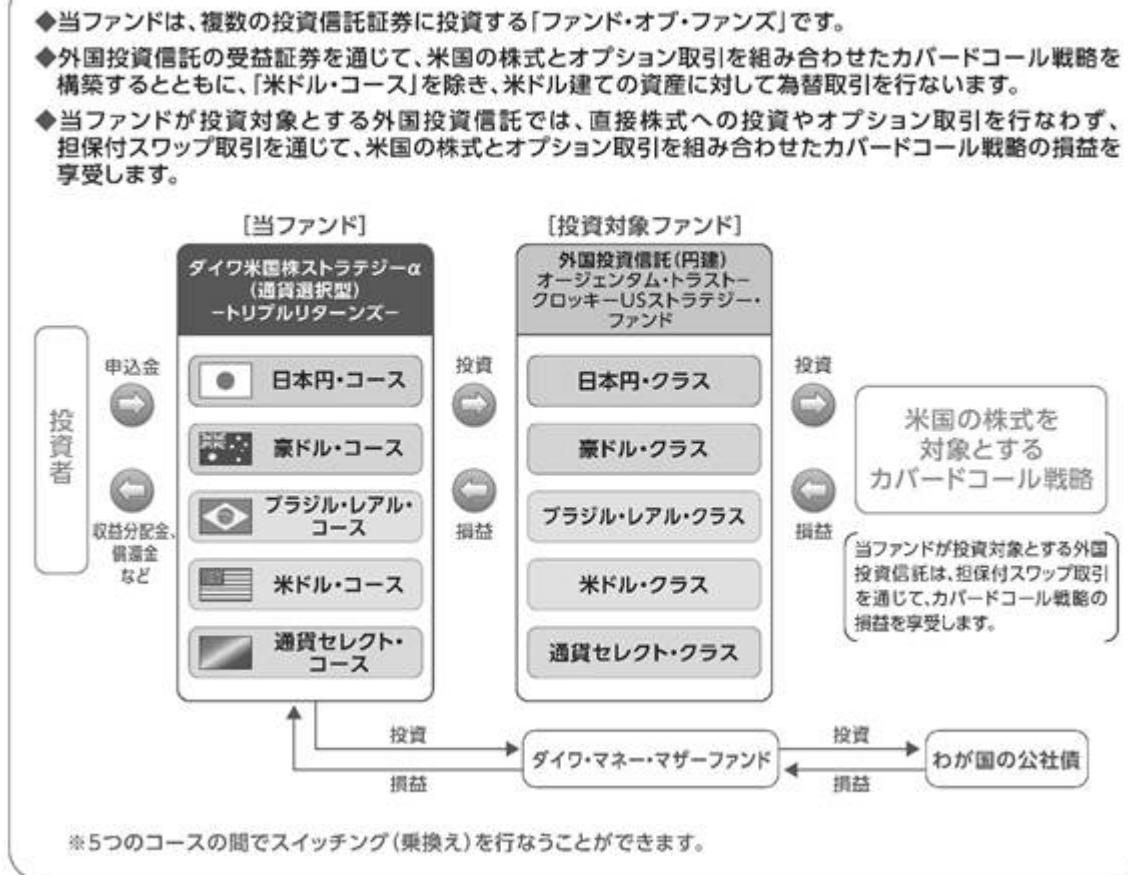 ◆当ファンドは、複数の投資信託証券に投資する「ファンド・オブ・ファンズ」です。
◆外国投資信託の受益証券を通じて、米国の株式とオプション取引を組み合わせたカバードコール戦略を
構築するとともに、「米ドル・コース」を除き、米ドル建ての資産に対して為替取引を行ないます。
◆当ファンドが投資対象とする外国投資信託では、直接株式への投資やオプション取引を行なわず、
担保付スワップ取引を通じて、米国の株式とオプション取引を組み合わせたカバードコール戦略の損益を
享受します。
[当ファンド]
[投資対象ファンド]
ダイワ米国株ストラテジーα
(通貨選択型)
ートリプルリターンズー
外国投資信託(円建)
オージェンタム・トラストー
クロッキーUSストラテジー・
ファンド
投資者
申込金
収益分配金、
償還金
など
日本円・コース
豪ドル・コース
ブラジル・レアル・
コース
米ドル・コース
通貨セレクト・
コース
投資
損益
日本円・クラス
豪ドル・クラス
ブラジル・レアル・クラス
米ドル・クラス
通貨セレクト・クラス
投資
損益
米国の株式を
対象とする
カバードコール戦略
当ファンドが投資対象とする外国
投資信託は、担保付スワップ取引
を通じて、カバードコール戦略の
損益を享受します。
投資
損益
ダイワ・マネー・マザーファンド
投資
損益
わが国の公社債
※5つのコースの間でスイッチング(乗換え)を行なうことができます。